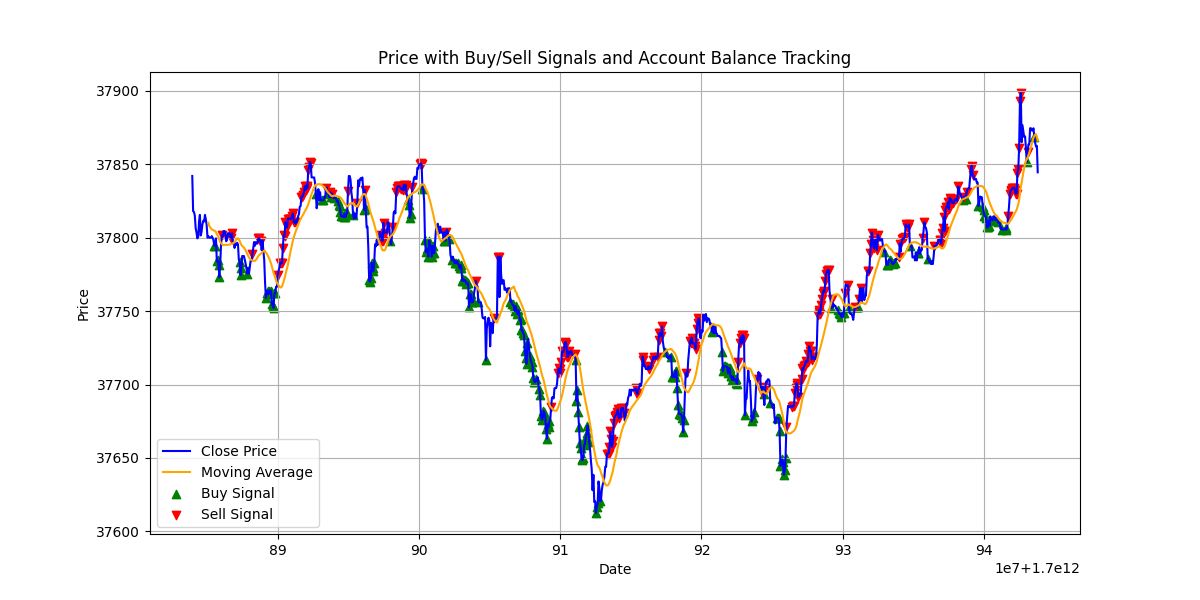 Price with Buy/Sell Signals and Account Balance Tracking
37900
37850
37800
37750
37700
37650
37600
Price
Close Price
Moving Average
Buy Signal
Sell Signal
89 90 91 92 93 94
Date
1e7+1.7e12